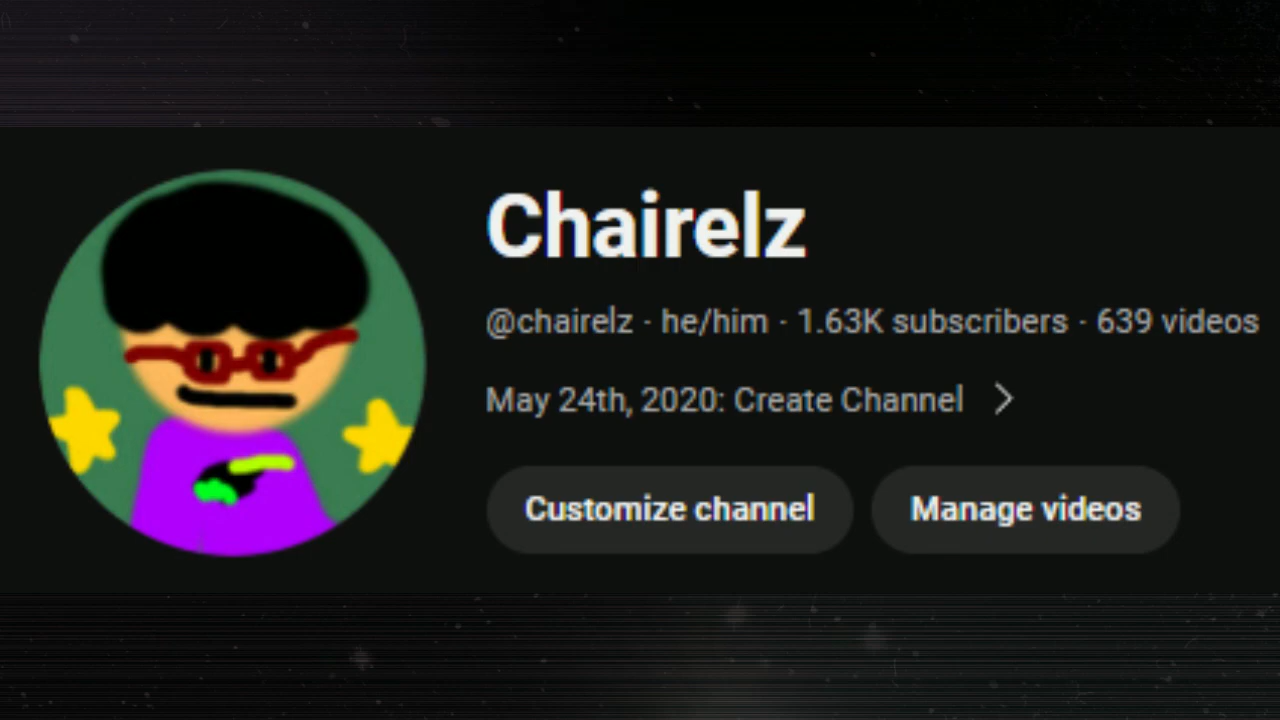 Chairelz
@chairelz · he/him · 1.63K subscribers · 639 videos
May 24th, 2020: Create Channel
Customize channel
Manage videos